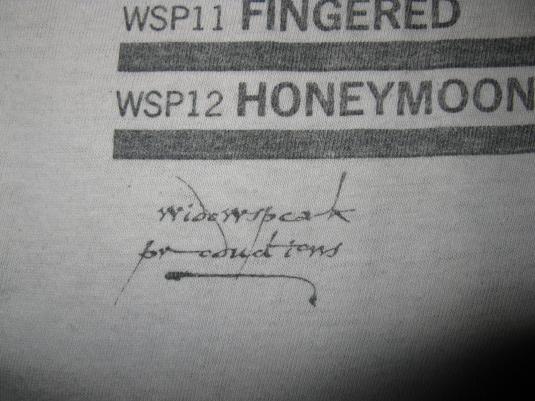 WSP11 FINGERED
WSP12 HONEYMOON
widowspeak
productions